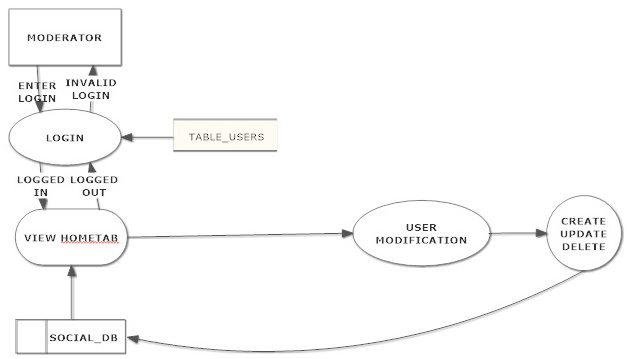 MODERATOR
ENTER
LOGIN
INVALID
LOGIN
LOGIN
TABLE_USERS
LOGGED
IN
LOGGED
OUT
VIEW HOMETAB
USER
MODIFICATION
CREATE
UPDATE
DELETE
SOCIAL_DB